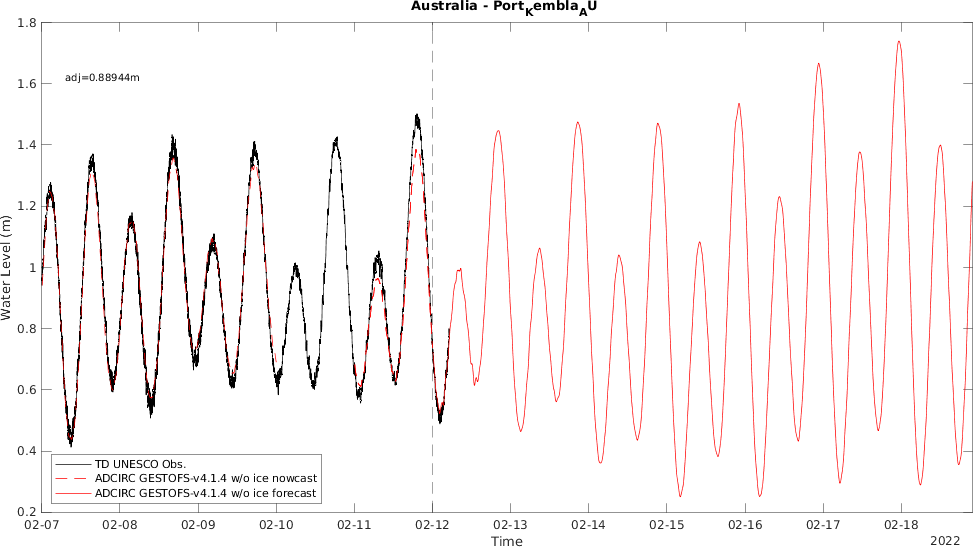 Australia - Port_Kembla_AU
adj=0.88944m
Water Level (m)
1.8
1.6
1.4
1.2
1
0.8
0.6
0.4
0.2
TD UNESCO Obs.
ADCIRC GESTOFS-v4.1.4 w/o ice nowcast
ADCIRC GESTOFS-v4.1.4 w/o ice forecast
02-07 02-08 02-09 02-10 02-11 02-12 02-13 02-14 02-15 02-16 02-17 02-18
Time
2022